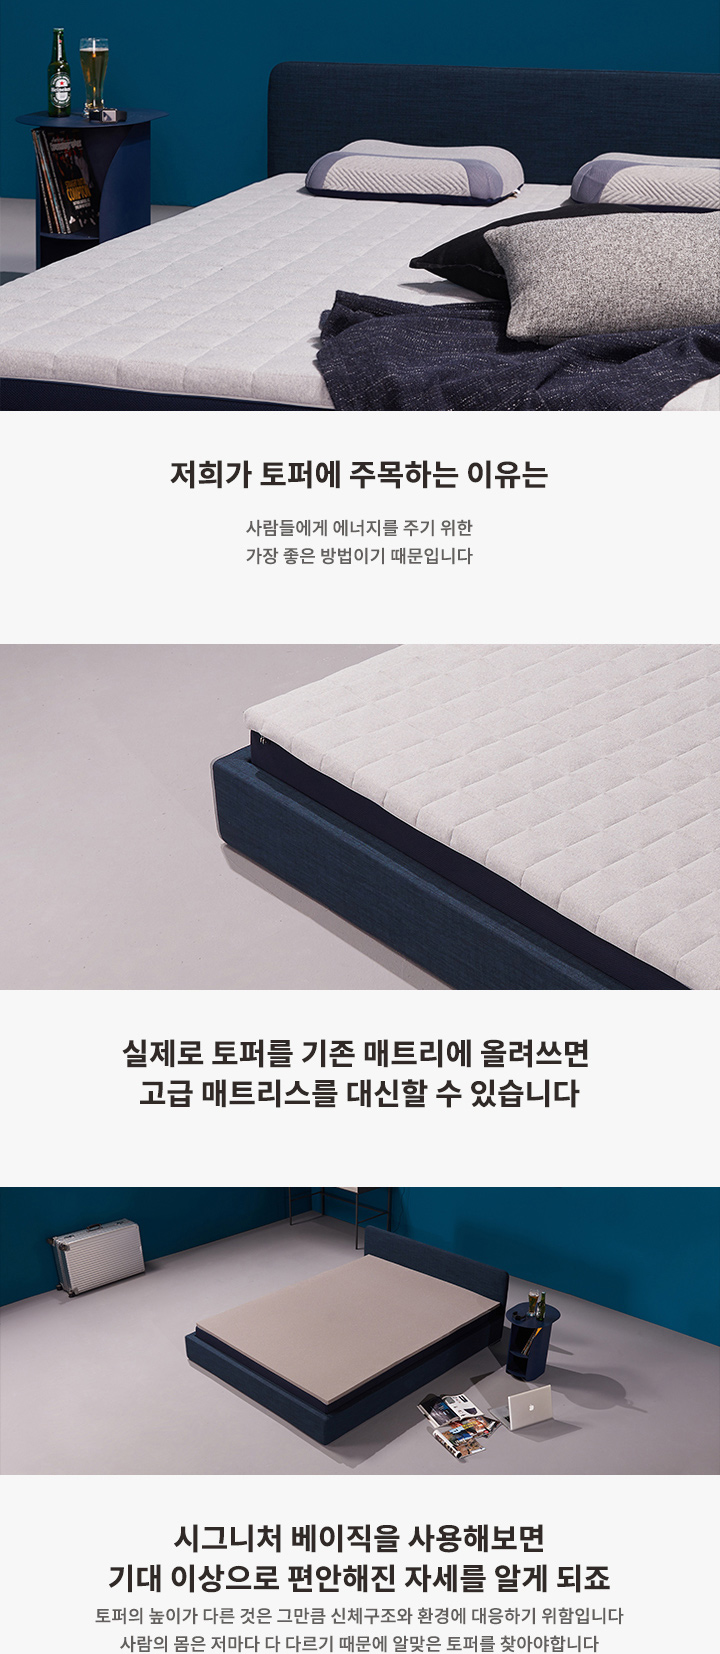 Heineken
저희가 토퍼에 주목하는 이유는
사람들에게 에너지를 주기 위한
가장 좋은 방법이기 때문입니다
실제로 토퍼를 기존 매트리에 올려쓰면
고급 매트리스를 대신할 수 있습니다
시그니처 베이직을 사용해보면
기대 이상으로 편안해진 자세를 알게 되죠
토퍼의 높이가 다른 것은 그만큼 신체구조와 환경에 대응하기 위함입니다
사람의 몸은 저마다 다 다르기 때문에 알맞은 토퍼를 찾아야합니다